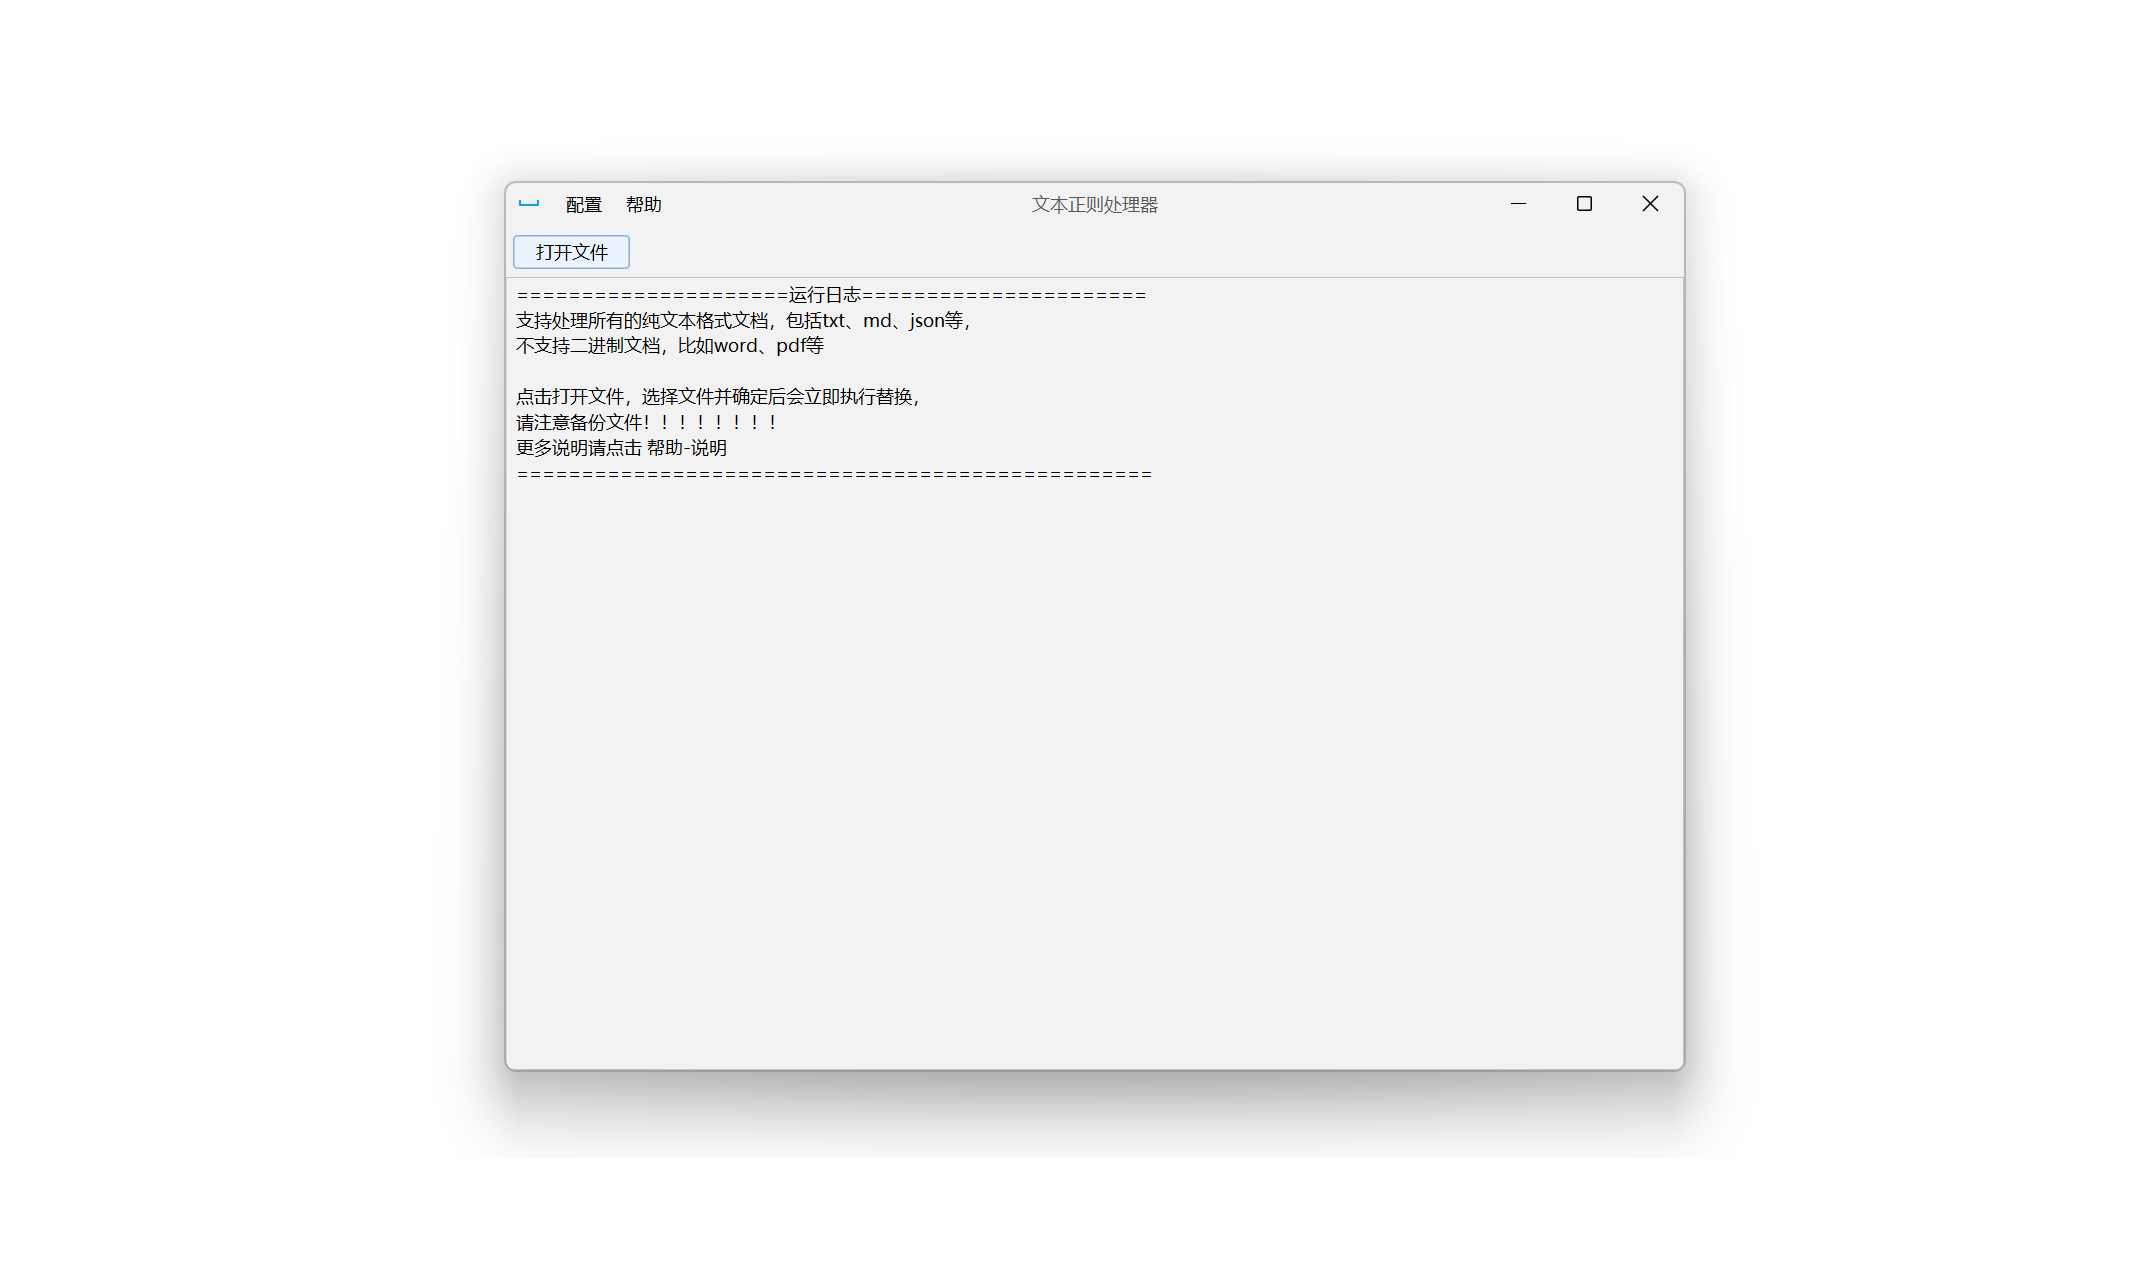 配置 帮助 文本正则处理器
打开文件
=====================运行日志======================
支持处理所有的纯文本格式文档，包括txt、md、json等，
不支持二进制文档，比如word、pdf等
点击打开文件，选择文件并确定后会立即执行替换，
请注意备份文件！！！！！！！！
更多说明请点击 帮助-说明
=================================================